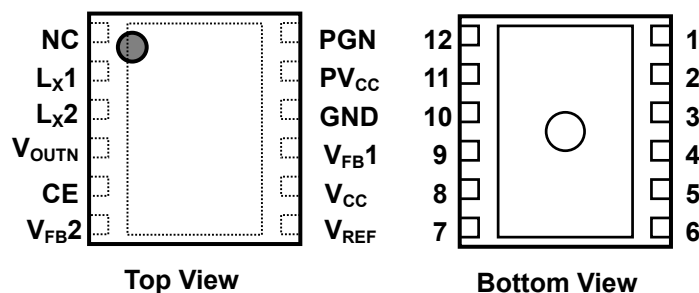 NC PGN 12 1
Lx1 PVcc 11 2
Lx2 GND 10 3
VOUTN VFB1 9 4
CE Vcc 8 5
VFB2 VREF 7 6
Top View Bottom View